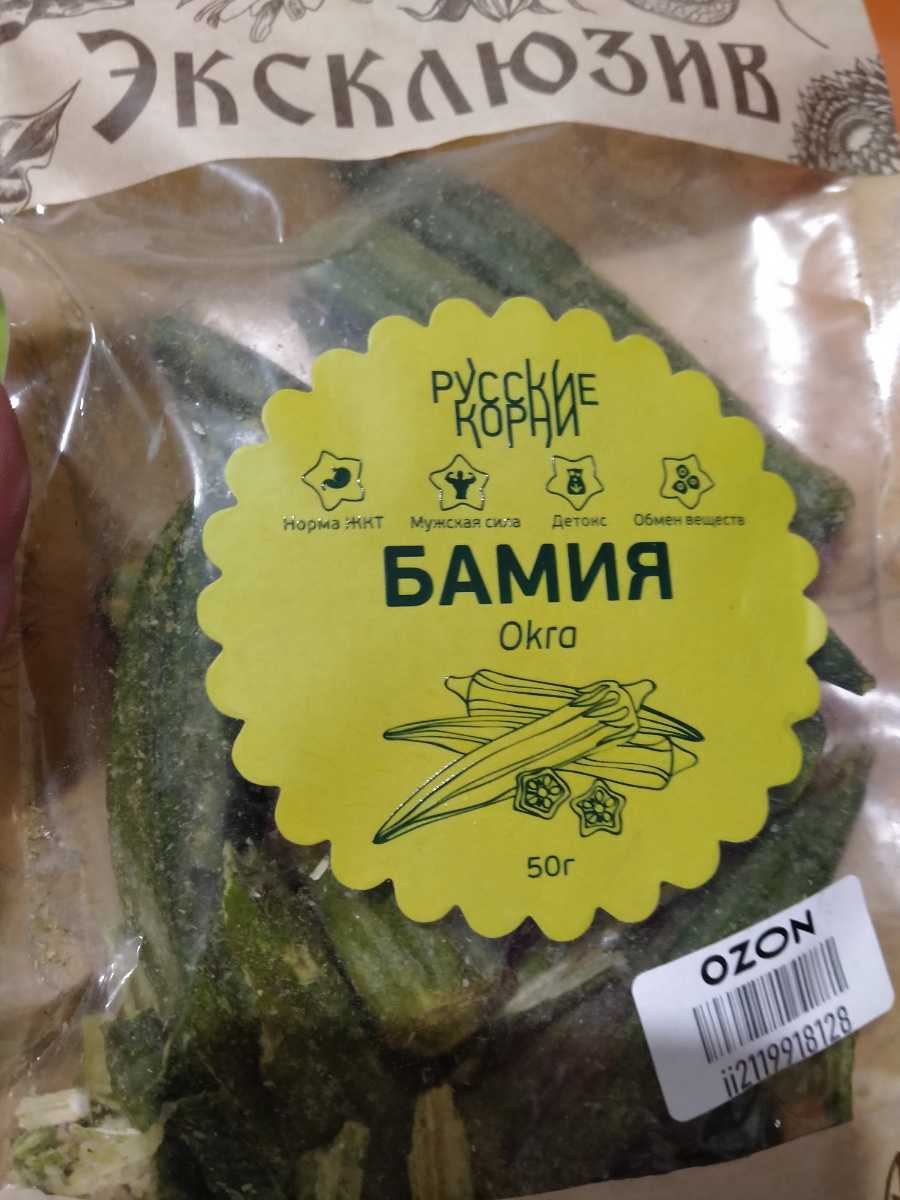 Эксклюзив
РУССКИЕ
КОРНИ
Норма ЖКТ Мужская сила Детокс Обмен веществ
БАМИЯ
Okra
50г
OZON
ii2119918128